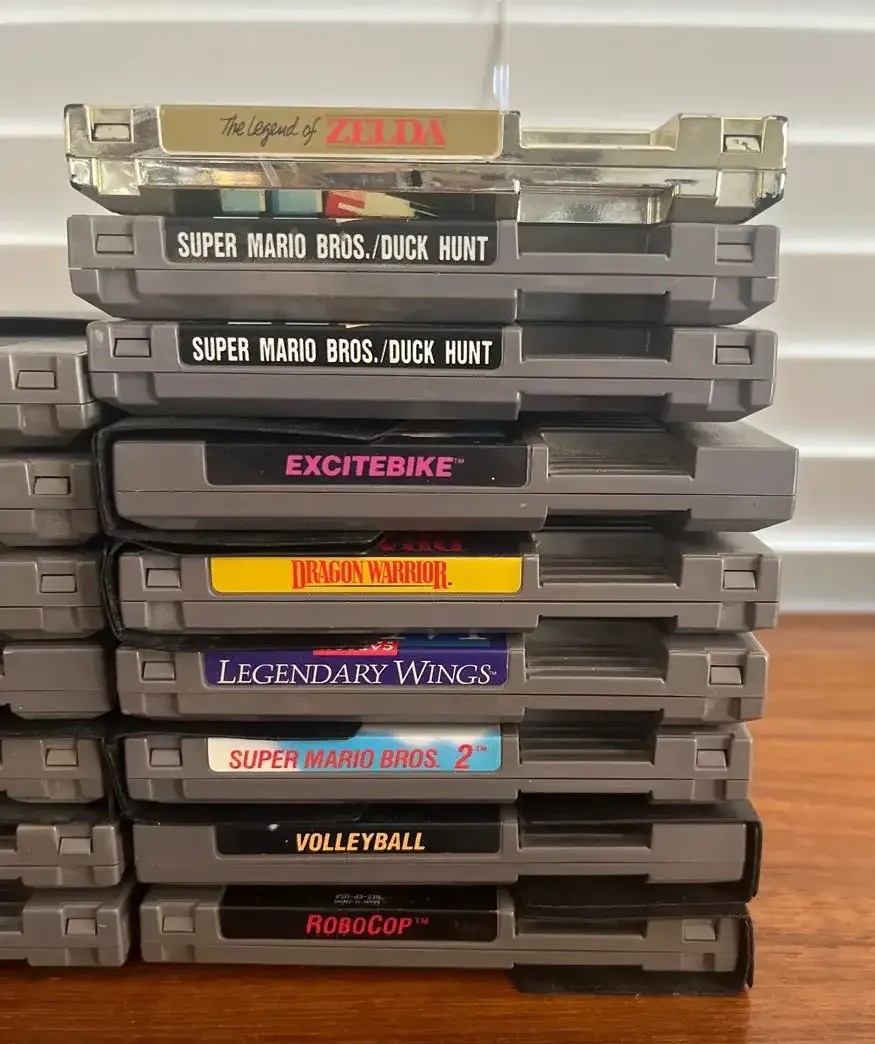 The Legend of ZELDA
SUPER MARIO BROS./DUCK HUNT
SUPER MARIO BROS./DUCK HUNT
EXCITEBIKE™
DRAGON WARRIOR.
LEGENDARY WINGS™
SUPER MARIO BROS. 2™
VOLLEYBALL
ROBOCOP™